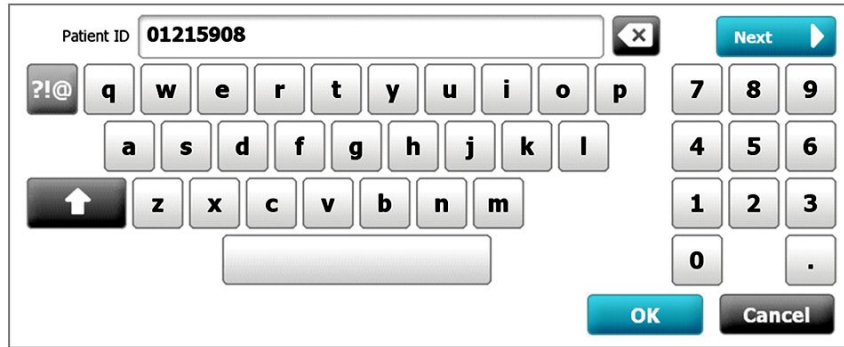 Patient ID 01215908 Next
?!@ q w e r t y u i o p 7 8 9
a s d f g h j k l 4 5 6
z x c v b n m 1 2 3
0 .
OK Cancel